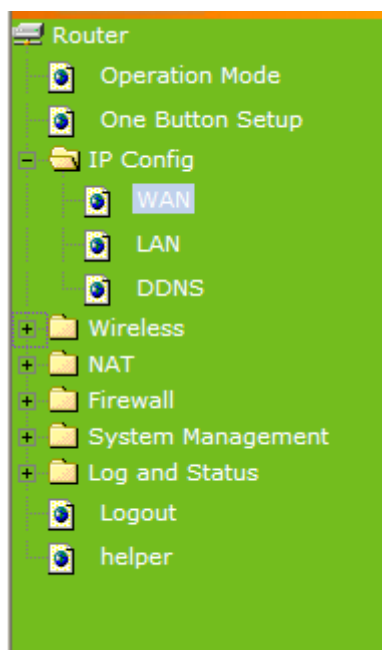 Router
Operation Mode
One Button Setup
IP Config
WAN
LAN
DDNS
Wireless
NAT
Firewall
System Management
Log and Status
Logout
helper